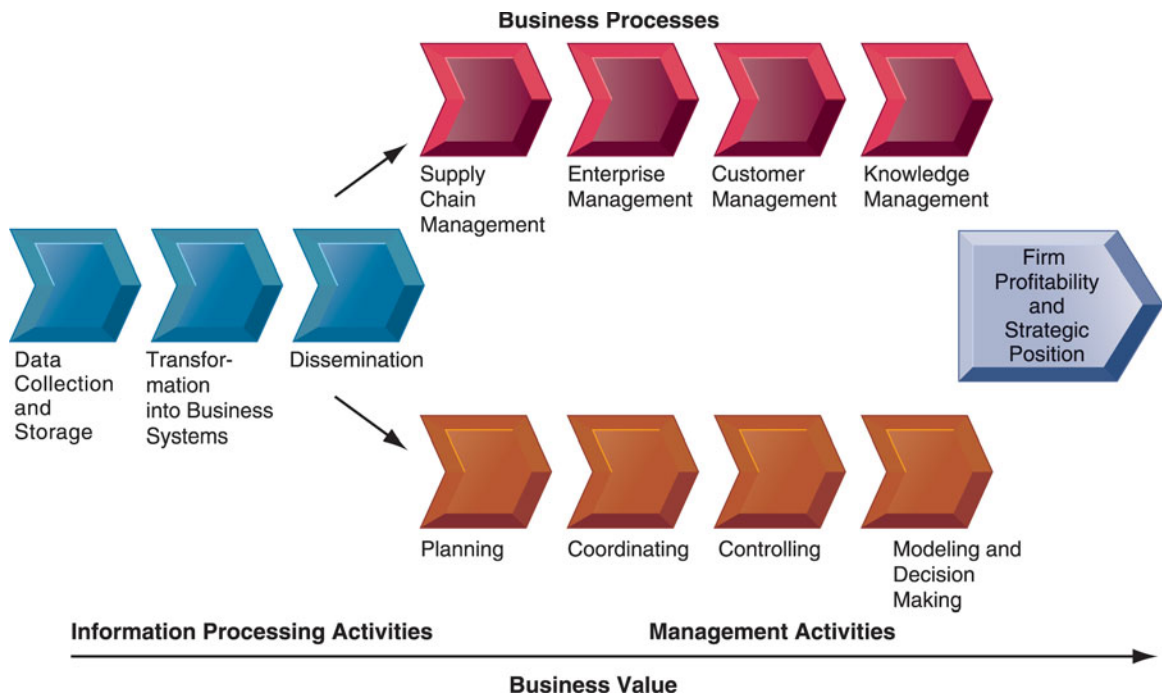 Business Processes
Supply
Chain
Management
Enterprise
Management
Customer
Management
Knowledge
Management
Data
Collection
and
Storage
Transfor-
mation
into Business
Systems
Dissemination
Firm
Profitability
and
Strategic
Position
Planning
Coordinating
Controlling
Modeling and
Decision
Making
Information Processing Activities
Management Activities
Business Value